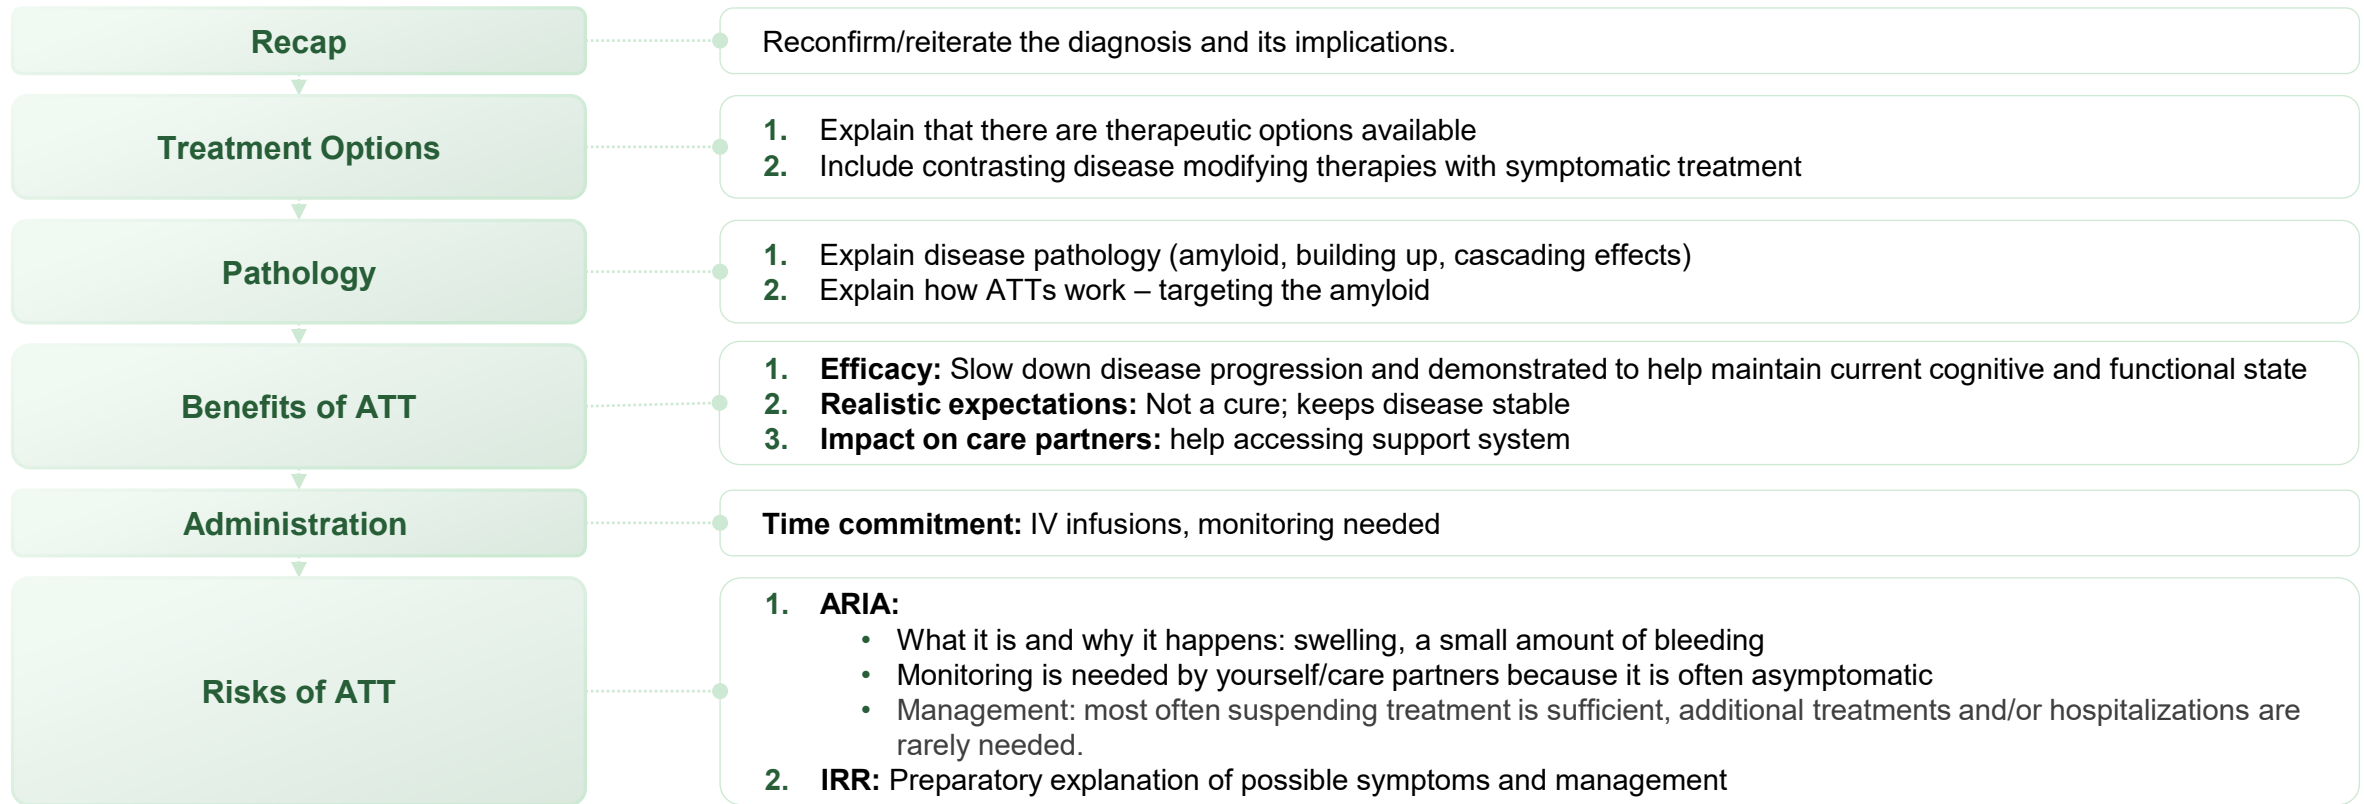 Recap
Reconfirm/reiterate the diagnosis and its implications.
Treatment Options
1. Explain that there are therapeutic options available
2. Include contrasting disease modifying therapies with symptomatic treatment
Pathology
1. Explain disease pathology (amyloid, building up, cascading effects)
2. Explain how ATTs work – targeting the amyloid
Benefits of ATT
1. Efficacy: Slow down disease progression and demonstrated to help maintain current cognitive and functional state
2. Realistic expectations: Not a cure; keeps disease stable
3. Impact on care partners: help accessing support system
Administration
Time commitment: IV infusions, monitoring needed
Risks of ATT
1. ARIA:
• What it is and why it happens: swelling, a small amount of bleeding
• Monitoring is needed by yourself/care partners because it is often asymptomatic
• Management: most often suspending treatment is sufficient, additional treatments and/or hospitalizations are
rarely needed.
2. IRR: Preparatory explanation of possible symptoms and management